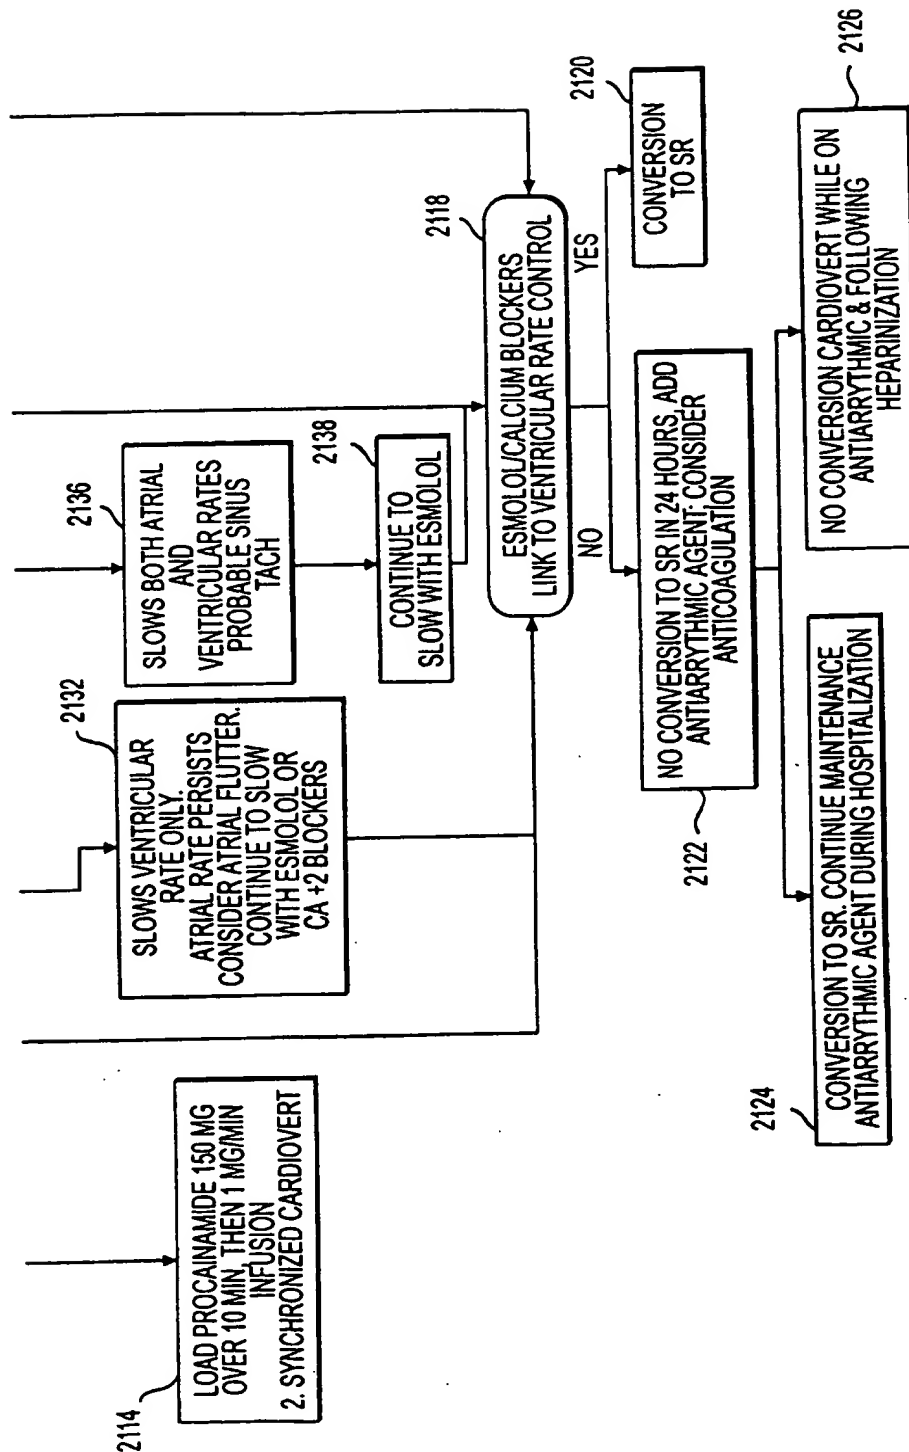 2114
LOAD PROCAINAMIDE 150 MG
OVER 10 MIN, THEN 1 MG/MIN
INFUSION
2. SYNCHRONIZED CARDIOVERT
2132
SLOWS VENTRICULAR
RATE ONLY.
ATRIAL RATE PERSISTS
CONSIDER ATRIAL FLUTTER.
CONTINUE TO SLOW
WITH ESMOLOL OR
CA +2 BLOCKERS
2136
SLOWS BOTH ATRIAL
AND
VENTRICULAR RATES
PROBABLE SINUS
TACH
2138
CONTINUE TO
SLOW WITH ESMOLOL
2118
ESMOLOL/CALCIUM BLOCKERS
LINK TO VENTRICULAR RATE CONTROL
NO
YES
2120
CONVERSION
TO SR
2122
NO CONVERSION TO SR IN 24 HOURS, ADD
ANTIARRYTHMIC AGENT; CONSIDER
ANTICOAGULATION
2124
CONVERSION TO SR. CONTINUE MAINTENANCE
ANTIARRYTHMIC AGENT DURING HOSPITALIZATION
2126
NO CONVERSION CARDIOVERT WHILE ON
ANTIARRYTHMIC & FOLLOWING
HEPARINIZATION